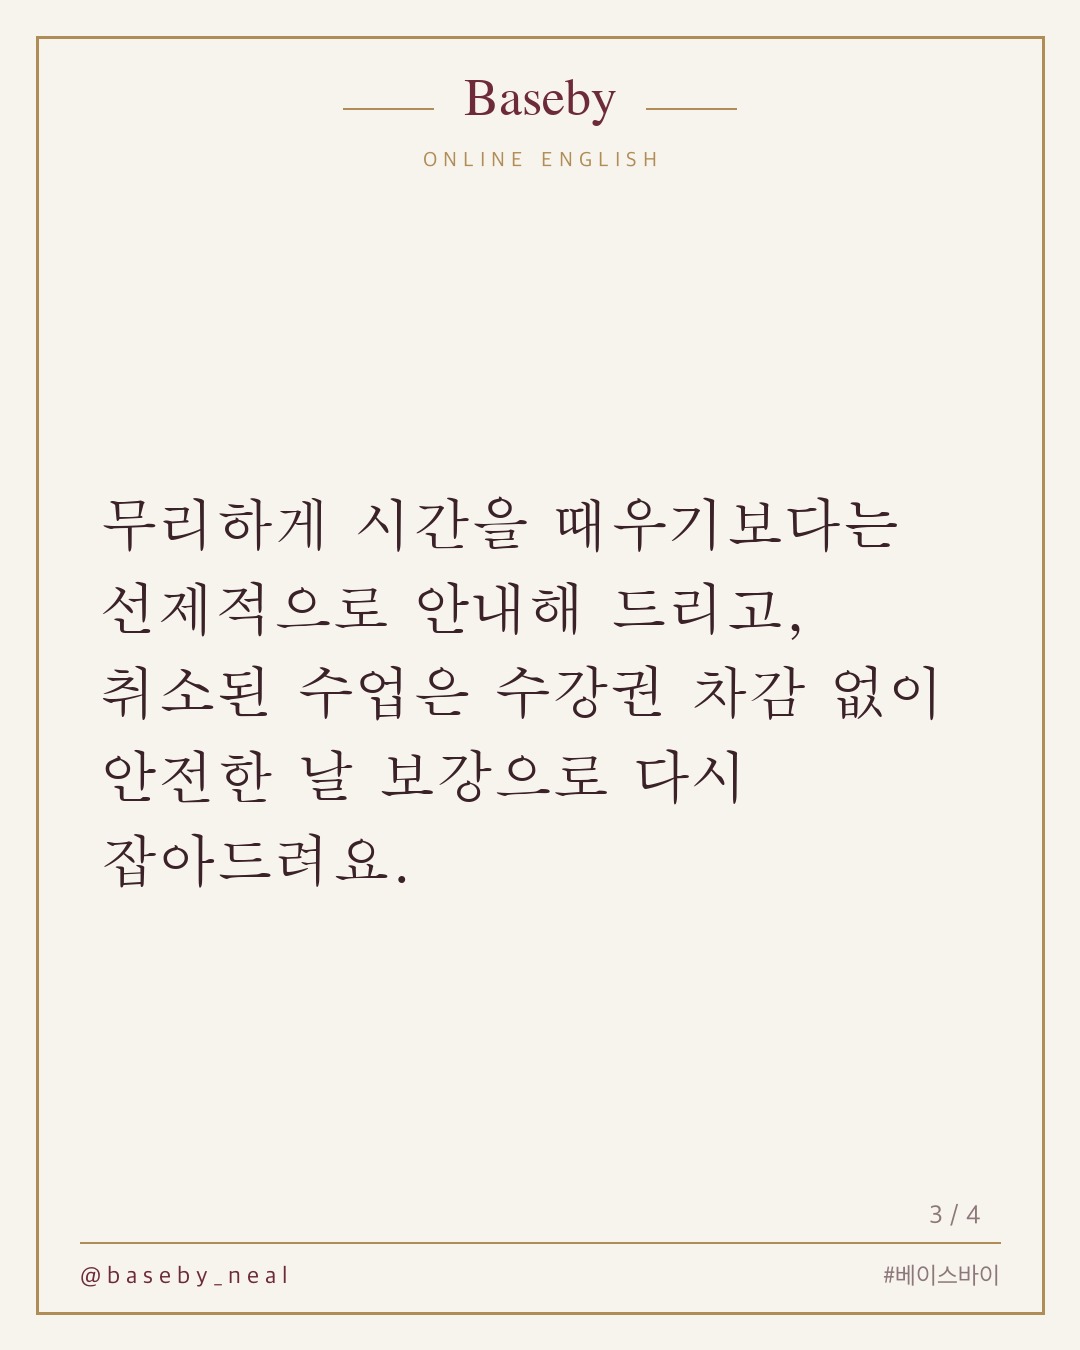 Baseby
ONLINE ENGLISH
무리하게 시간을 때우기보다는
선제적으로 안내해 드리고,
취소된 수업은 수강권 차감 없이
안전한 날 보강으로 다시
잡아드려요.
3 / 4
@baseby_neal
#베이스바이